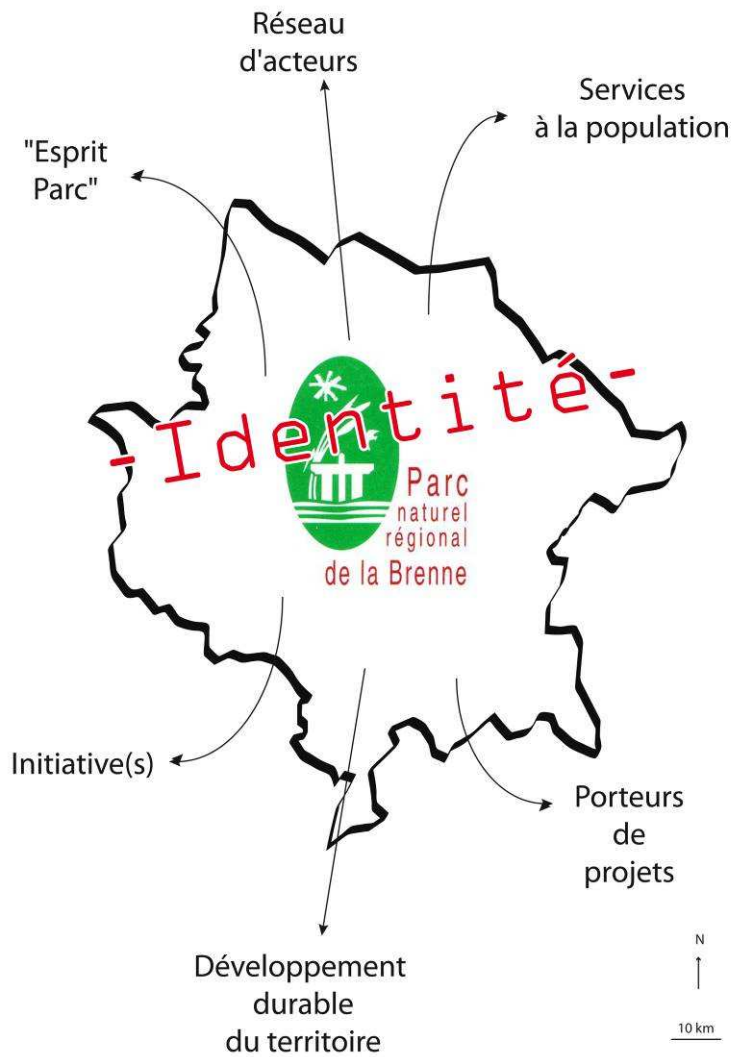 Réseau
d'acteurs
Services
à la population
"Esprit
Parc"
-Identité-
Parc
naturel
régional
de la Brenne
Initiative(s)
Porteurs
de
projets
Développement
durable
du territoire
N
10 km